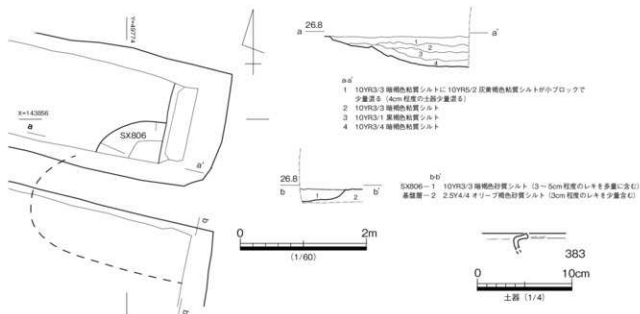 Y=49774
X=143856
a
SX806
a'
b
b
26.8
a
a'
1
2
3
4
a-a'
1 10YR3/3 暗褐色粘質シルトに 10YR5/2 灰黄褐色粘質シルトが小ブロックで
少量混る（4cm 程度の土器少量混る）
2 10YR3/3 暗褐色粘質シルト
3 10YR3/1 黒褐色粘質シルト
4 10YR3/4 暗褐色粘質シルト
26.8
b
b'
1
2
b-b'
SX806－1 10YR3/3 暗褐色砂質シルト（3～5cm 程度のレキを多量に含む）
基盤層－2 2.5Y4/4 オリーブ褐色砂質シルト（3cm 程度のレキを少量含む）
0 2m
(1/60)
383
0 10cm
土器（1/4）